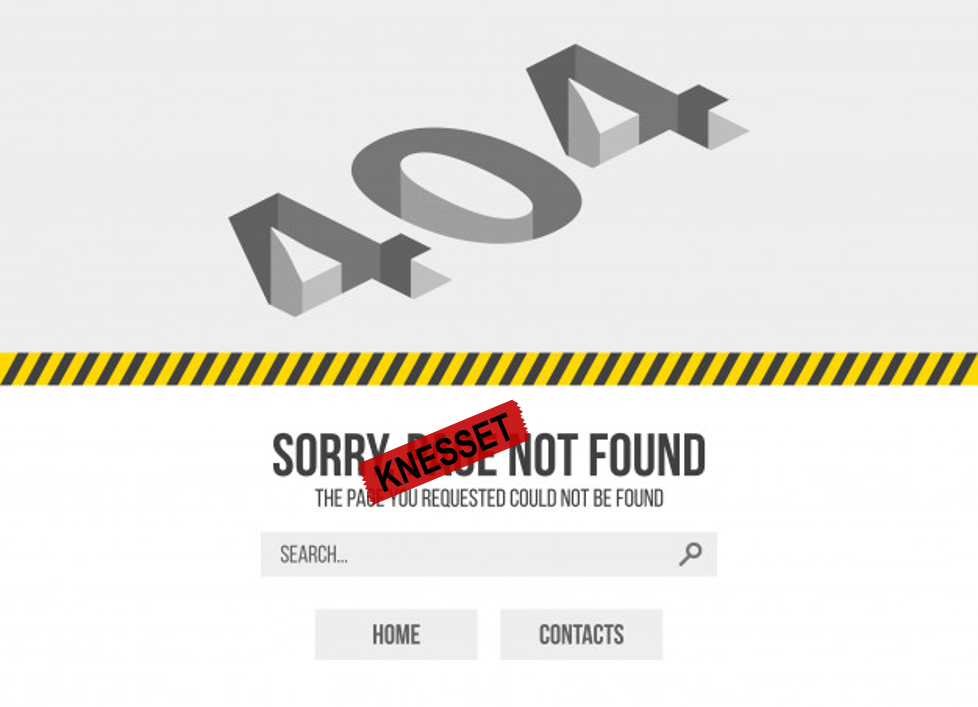 404
SORRY, KNESSET NOT FOUND
THE PAGE YOU REQUESTED COULD NOT BE FOUND
SEARCH...
HOME
CONTACTS